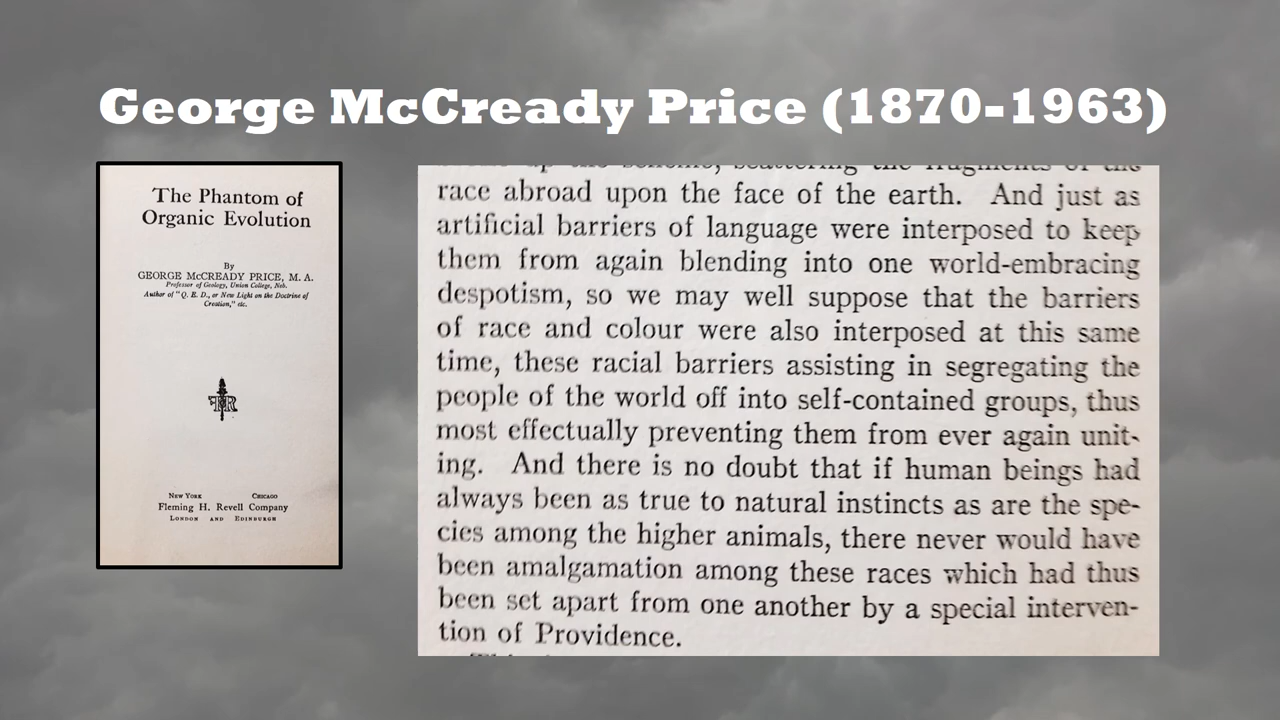 George McCready Price (1870-1963)
The Phantom of
Organic Evolution
By
GEORGE McCREADY PRICE, M. A.
Professor of Geology, Union College, Neb.
Author of "Q. E. D., or New Light on the Doctrine of
Creation," etc.
NEW YORK CHICAGO
Fleming H. Revell Company
LONDON AND EDINBURGH
up the scheme, scattering the fragments of the
race abroad upon the face of the earth. And just as
artificial barriers of language were interposed to keep
them from again blending into one world-embracing
despotism, so we may well suppose that the barriers
of race and colour were also interposed at this same
time, these racial barriers assisting in segregating the
people of the world off into self-contained groups, thus
most effectually preventing them from ever again unit-
ing. And there is no doubt that if human beings had
always been as true to natural instincts as are the spe-
cies among the higher animals, there never would have
been amalgamation among these races which had thus
been set apart from one another by a special interven-
tion of Providence.